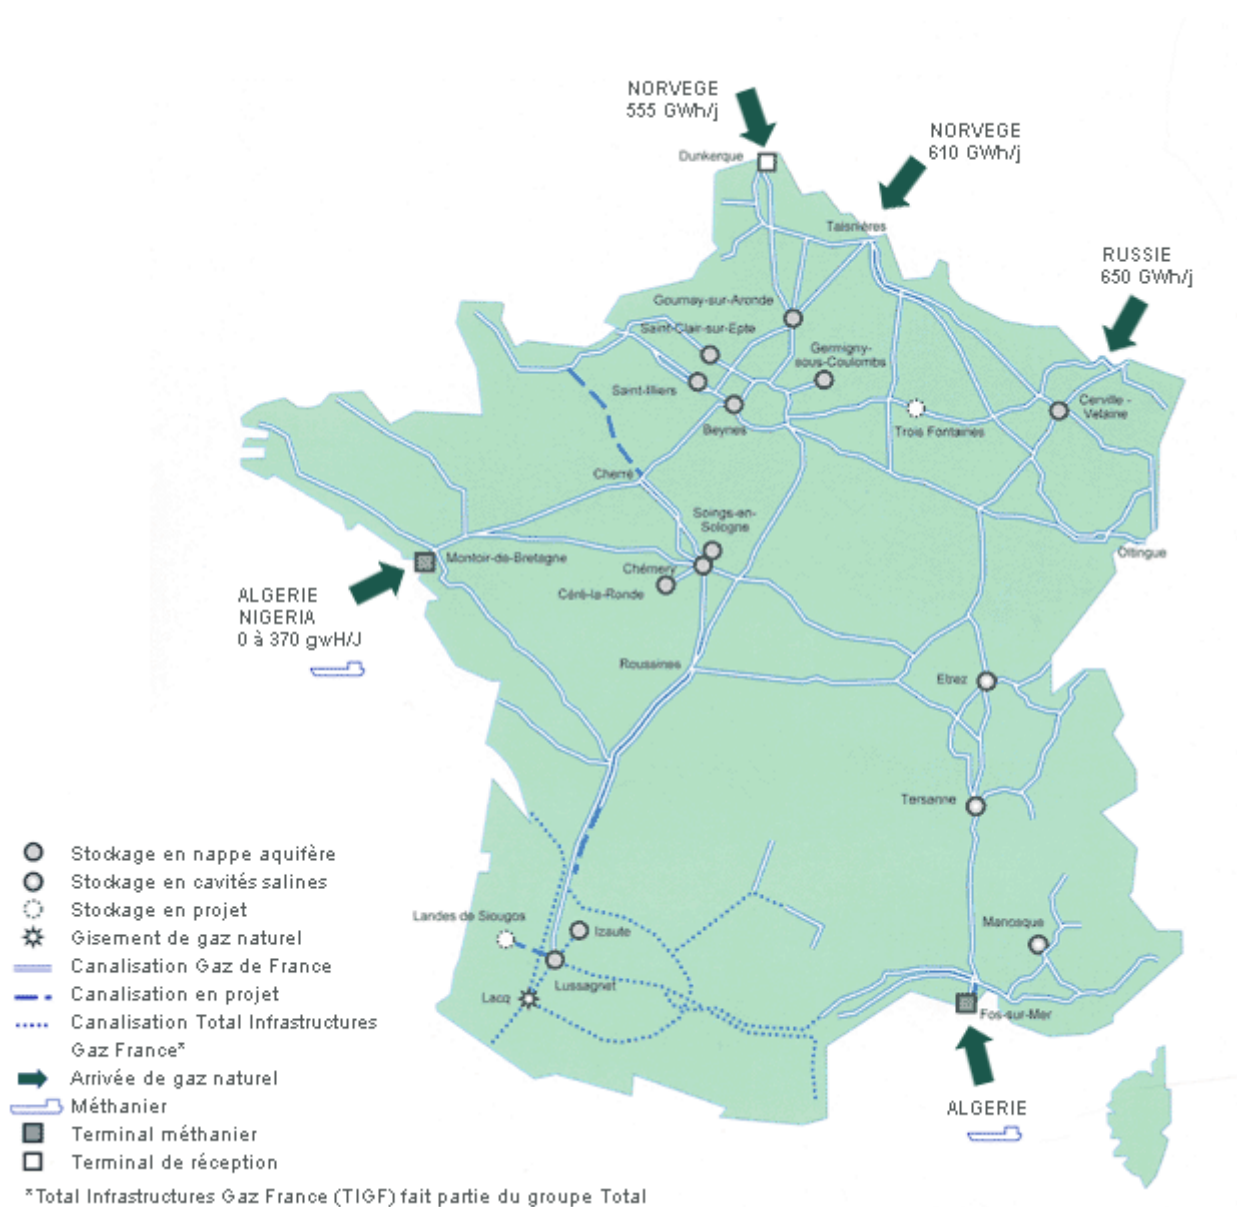 NORVEGE
555 GWh/j
NORVEGE
610 GWh/j
Dunkerque
Taisnières
RUSSIE
650 GWh/j
Gournay-sur-Aronde
Saint-Clair-sur-Epte
Germigny-
sous-Coulombs
Saint-Illiers
Beynes
Trois Fontaines
Cerville -
Velaine
Cherré
Soings-en-
Sologne
Oltingue
Montoir-de-Bretagne
Chémery
Céré-la-Ronde
ALGERIE
NIGERIA
0 à 370 gwH/J
Roussines
Etrez
Tersanne
Stockage en nappe aquifère
Stockage en cavités salines
Stockage en projet
Gisement de gaz naturel
Canalisation Gaz de France
Canalisation en projet
Canalisation Total Infrastructures
Gaz France*
Arrivée de gaz naturel
Méthanier
Terminal méthanier
Terminal de réception
Landes de Siougos
Izaute
Lussagnet
Lacq
Manosque
Fos-sur-Mer
ALGERIE
*Total Infrastructures Gaz France (TIGF) fait partie du groupe Total